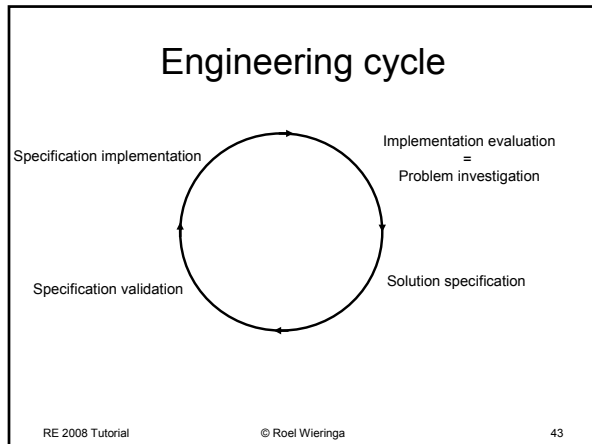 Engineering cycle
Specification implementation
Implementation evaluation
=
Problem investigation
Specification validation
Solution specification
RE 2008 Tutorial
© Roel Wieringa
43